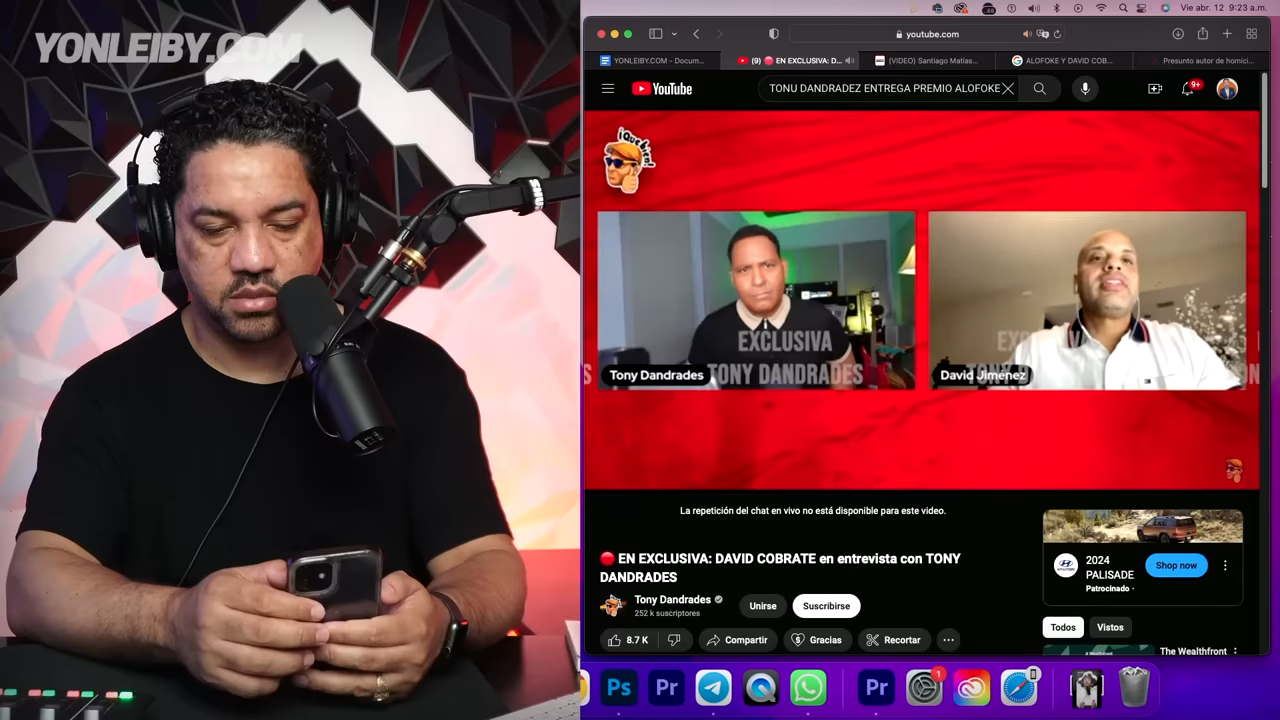 YONLEIBY.COM
Vie abr. 12 9:23 a.m.
youtube.com
YONLEIBY.COM - Docum...
(9) 🔴 EN EXCLUSIVA: D...
(VIDEO) Santiago Matías...
ALOFOKE Y DAVID COB...
Presunto autor de homici...
YouTube
TONU DANDRADEZ ENTREGA PREMIO ALOFOKE
9+
¡Que bien!
EXCLUSIVA
TONY DANDRADES
Tony Dandrades
David Jimenez
La repetición del chat en vivo no está disponible para este video.
🔴 EN EXCLUSIVA: DAVID COBRATE en entrevista con TONY
DANDRADES
Tony Dandrades
252 k suscriptores
Unirse
Suscribirse
8.7 K
Compartir
Gracias
Recortar
HYUNDAI
2024
PALISADE
Patrocinado ·
Shop now
Todos
Vistos
The Wealthfront
Ps
Pr
Pr
1